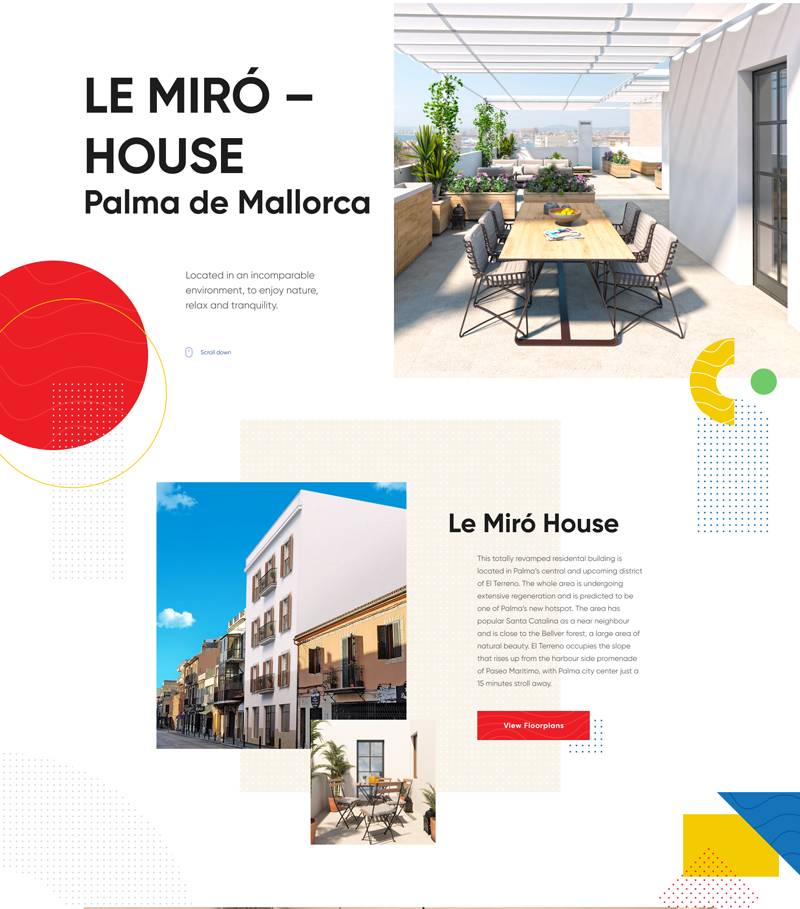 LE MIRÓ –
HOUSE
Palma de Mallorca
Located in an incomparable
environment, to enjoy nature,
relax and tranquility.
Scroll down
Le Miró House
This totally revamped residental building is
located in Palma's central and upcoming district
of El Terreno. The whole area is undergoing
extensive regeneration and is predicted to be
one of Palma's new hotspot. The area has
popular Santa Catalina as a near neighbour
and is close to the Bellver forest, a large area of
natural beauty. El Terreno occupies the slope
that rises up from the harbour side promenade
of Paseo Maritimo, with Palma city center just a
15 minutes stroll away.
View Floorplans